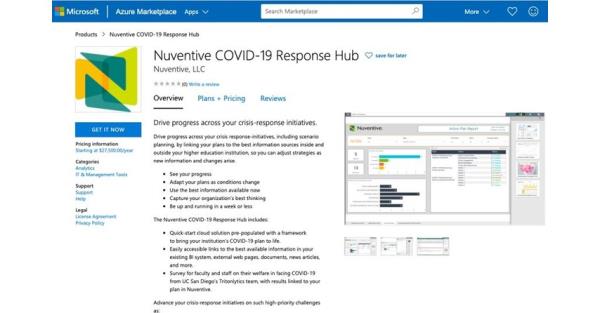 Microsoft
Azure Marketplace
Apps
Search Marketplace
More
Products > Nuventive COVID-19 Response Hub
Nuventive COVID-19 Response Hub
save for later
Nuventive, LLC
(0) Write a review
Overview
Plans + Pricing
Reviews
GET IT NOW
Pricing information
Starting at $27,500.00/year
Categories
Analytics
IT & Management Tools
Support
Support
Help
Legal
License Agreement
Privacy Policy
Drive progress across your crisis-response initiatives.
Drive progress across your crisis response-initiatives, including scenario
planning, by linking your plans to the best information sources inside and
outside your higher education institution, so you can adjust strategies as
new information and changes arise.
• See your progress
• Adapt your plans as conditions change
• Use the best information available now
• Capture your organization's best thinking
• Be up and running in a week or less
The Nuventive COVID-19 Response Hub includes:
• Quick-start cloud solution pre-populated with a framework
to bring your institution's COVID-19 plan to life.
• Easily accessible links to the best available information in your
existing BI system, external web pages, documents, news articles,
and more.
• Survey for faculty and staff on their welfare in facing COVID-19
from UC San Diego's Tritonlytics team, with results linked to your
plan in Nuventive.
Advance your crisis-response initiatives on such high-priority challenges
as:
Nuventive.